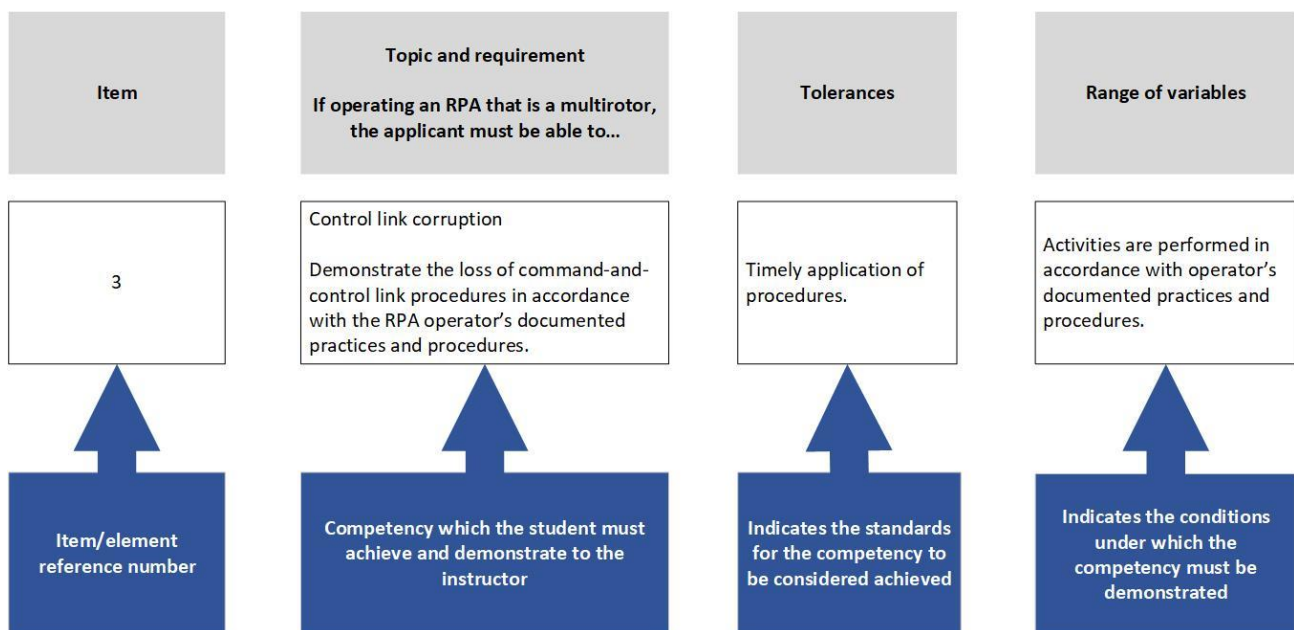 Item
Topic and requirement
If operating an RPA that is a multirotor,
the applicant must be able to...
Tolerances
Range of variables
3
Control link corruption
Demonstrate the loss of command-and-
control link procedures in accordance
with the RPA operator’s documented
practices and procedures.
Timely application of
procedures.
Activities are performed in
accordance with operator’s
documented practices and
procedures.
Item/element
reference number
Competency which the student must
achieve and demonstrate to the
instructor
Indicates the standards
for the competency to
be considered achieved
Indicates the conditions
under which the
competency must be
demonstrated